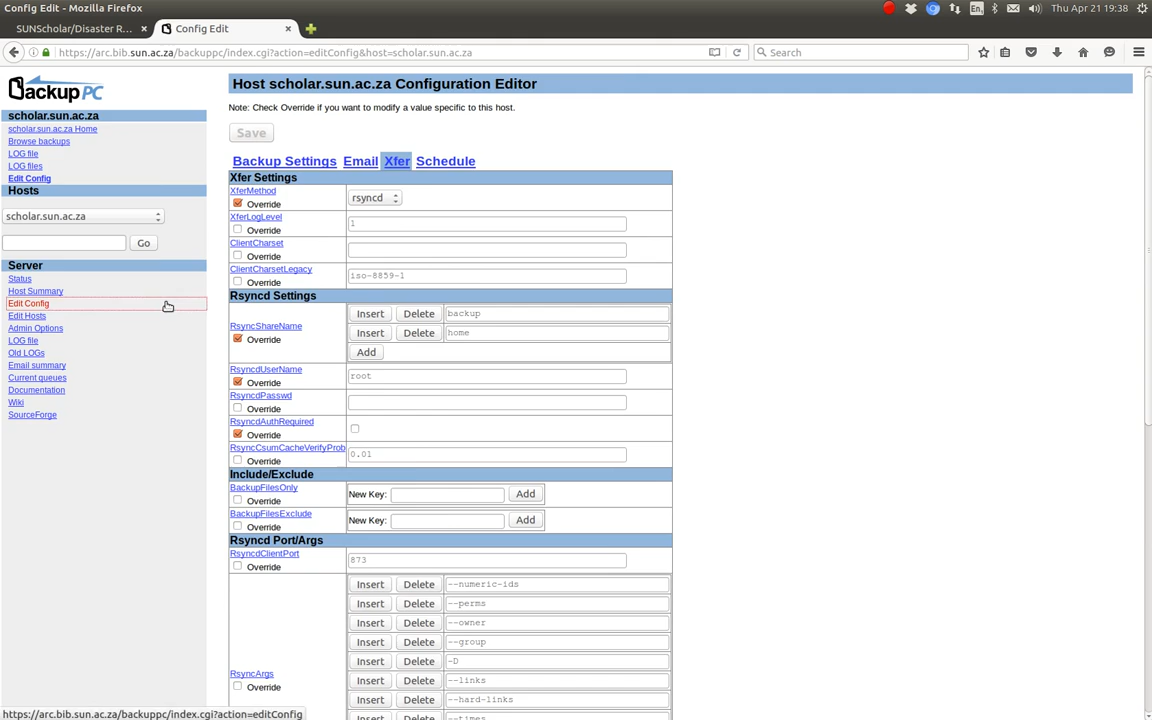 Config Edit - Mozilla Firefox
En
Thu Apr 21 19:38
SUNScholar/Disaster R...
×
Config Edit
×
https://arc.bib.sun.ac.za/backuppc/index.cgi?action=editConfig&host=scholar.sun.ac.za
Search
BackupPC
scholar.sun.ac.za
scholar.sun.ac.za Home
Browse backups
LOG file
LOG files
Edit Config
Hosts
scholar.sun.ac.za
Go
Server
Status
Host Summary
Edit Config
Edit Hosts
Admin Options
LOG file
Old LOGs
Email summary
Current queues
Documentation
Wiki
SourceForge
Host scholar.sun.ac.za Configuration Editor
Note: Check Override if you want to modify a value specific to this host.
Save
Backup Settings Email Xfer Schedule
Xfer Settings
XferMethod
Override
rsyncd
XferLogLevel
Override
1
ClientCharset
Override
ClientCharsetLegacy
Override
iso-8859-1
Rsyncd Settings
RsyncShareName
Override
Insert Delete backup
Insert Delete home
Add
RsyncdUserName
Override
root
RsyncdPasswd
Override
RsyncdAuthRequired
Override
RsyncCsumCacheVerifyProb
Override
0.01
Include/Exclude
BackupFilesOnly
Override
New Key: Add
BackupFilesExclude
Override
New Key: Add
Rsyncd Port/Args
RsyncdClientPort
Override
873
RsyncArgs
Override
Insert Delete --numeric-ids
Insert Delete --perms
Insert Delete --owner
Insert Delete --group
Insert Delete -D
Insert Delete --links
Insert Delete --hard-links
Insert Delete --times
https://arc.bib.sun.ac.za/backuppc/index.cgi?action=editConfig